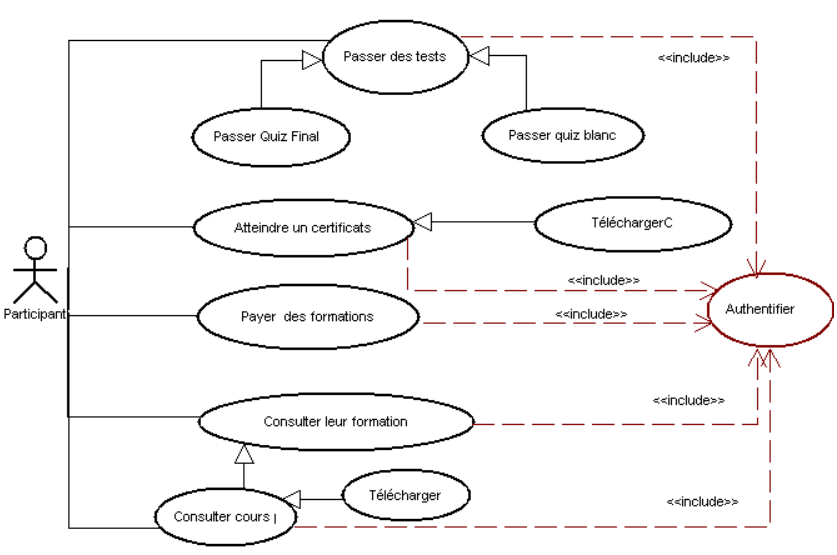 Passer des tests
<<include>>
Passer Quiz Final
Passer quiz blanc
Atteindre un certificats
TéléchargerC
<<include>>
Participant
Payer des formations
<<include>>
Authentifier
<<include>>
Consulter leur formation
Télécharger
<<include>>
Consulter cours